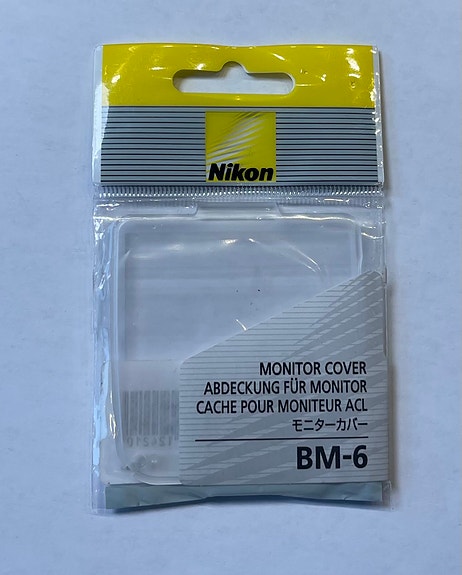 Nikon
MONITOR COVER
ABDECKUNG FÜR MONITOR
CACHE POUR MONITEUR ACL
モニターカバー
BM-6